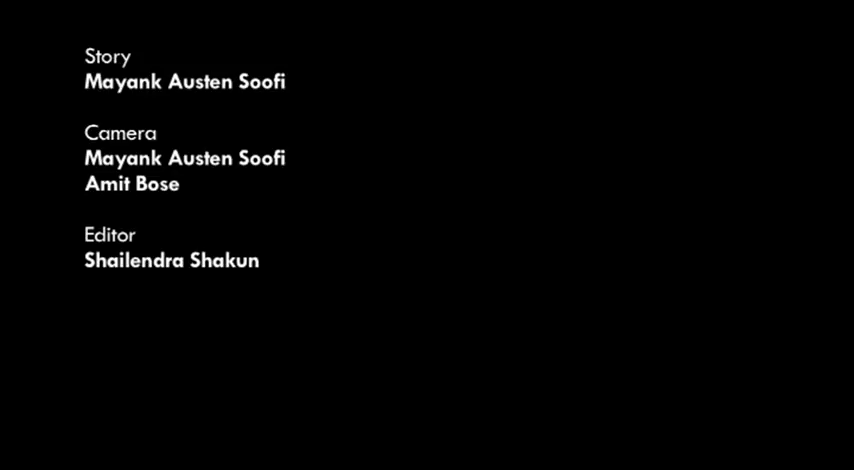 Story
Mayank Austen Soofi
Camera
Mayank Austen Soofi
Amit Bose
Editor
Shailendra Shakun